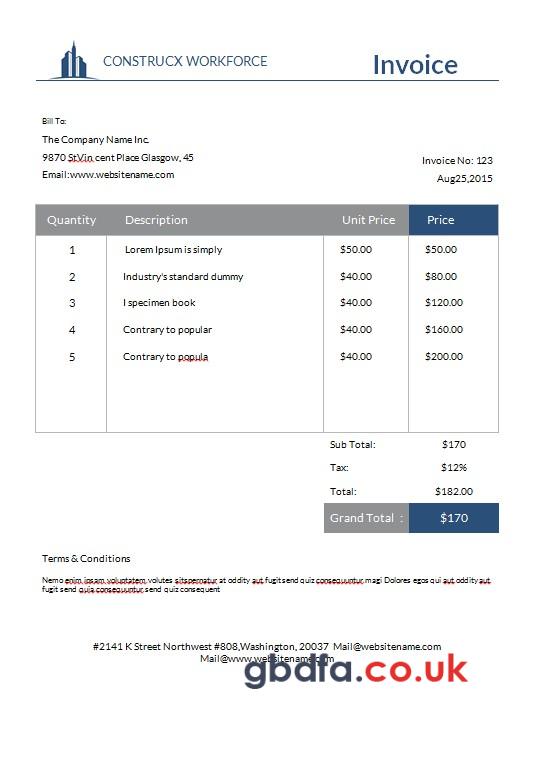 CONSTRUCX WORKFORCE
Invoice
Bill To:
The Company Name Inc.
9870 St.Vin cent Place Glasgow, 45
Email:www.websitename.com
Invoice No: 123
Aug25,2015
Quantity Description Unit Price Price
1 Lorem Ipsum is simply $50.00 $50.00
2 Industry's standard dummy $40.00 $80.00
3 I specimen book $40.00 $120.00
4 Contrary to popular $40.00 $160.00
5 Contrary to popula $40.00 $200.00
Sub Total: $170
Tax: $12%
Total: $182.00
Grand Total : $170
Terms & Conditions
Nemo enim ipsam voluptatem volutes sitspernatur at oddity aut fugit send quiz consequuntur magi Dolores egos qui aut oddity aut
fugit send quia consequuntur send quiz consequent
#2141 K Street Northwest #808,Washington, 20037 Mail@websitename.com
Mail@www.websitename.com
gbdfa.co.uk